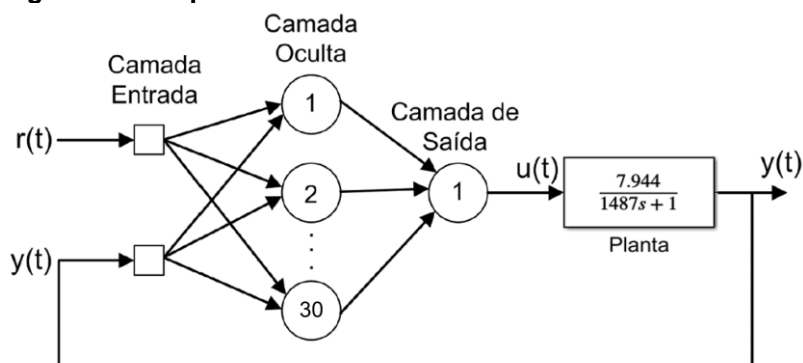 Camada
Oculta
Camada
Entrada
Camada de
Saída
r(t)
1
2
.
.
.
30
1
u(t)
7.944
1487s + 1
y(t)
Planta
y(t)